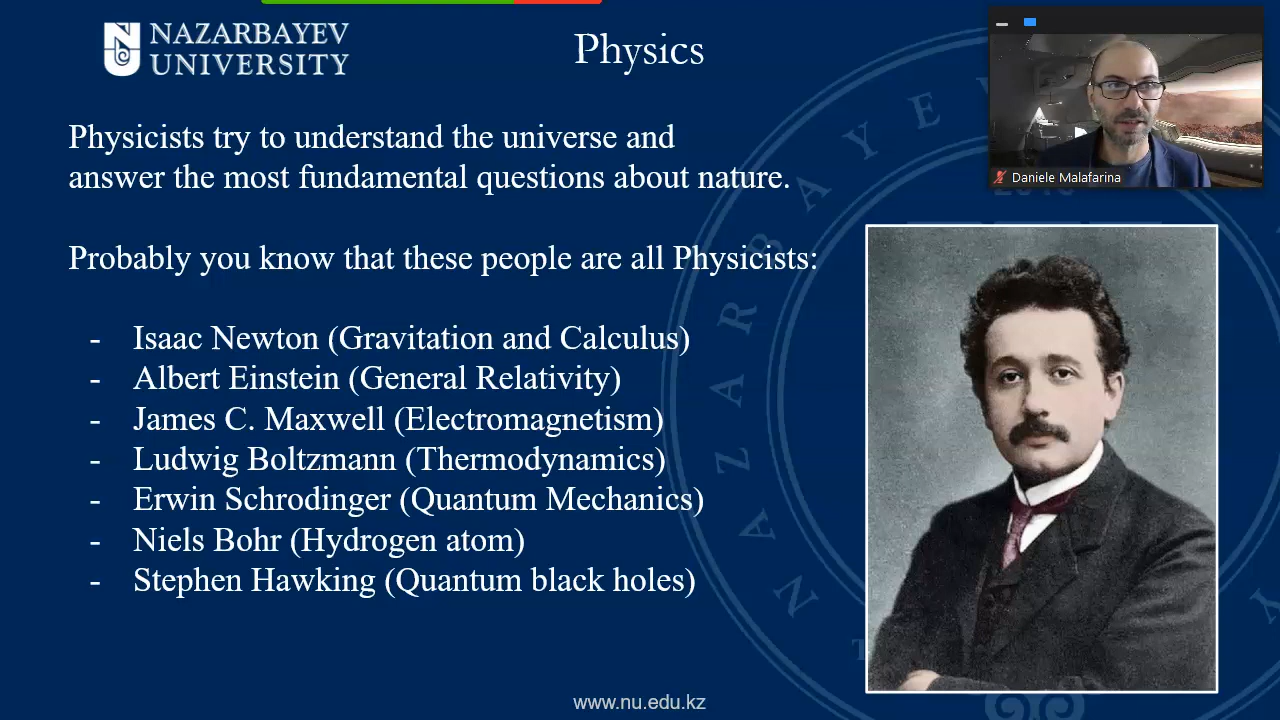 NAZARBAYEV
UNIVERSITY
Physics
Physicists try to understand the universe and
answer the most fundamental questions about nature.
Probably you know that these people are all Physicists:
- Isaac Newton (Gravitation and Calculus)
- Albert Einstein (General Relativity)
- James C. Maxwell (Electromagnetism)
- Ludwig Boltzmann (Thermodynamics)
- Erwin Schrodinger (Quantum Mechanics)
- Niels Bohr (Hydrogen atom)
- Stephen Hawking (Quantum black holes)
Daniele Malafarina
www.nu.edu.kz